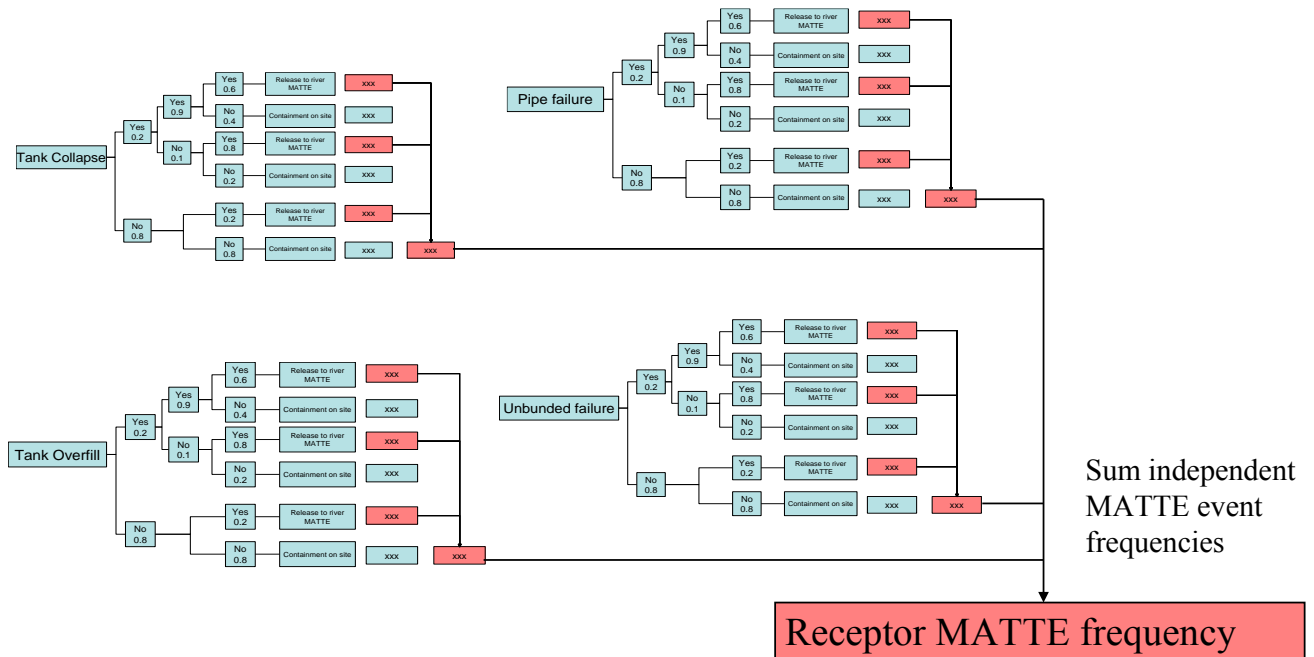 Tank Collapse
Yes
0.2
Yes
0.9
Yes
0.6
Release to river
MATTE
xxx
No
0.4
Containment on site
xxx
No
0.1
Yes
0.8
Release to river
MATTE
xxx
No
0.2
Containment on site
xxx
No
0.8
Yes
0.2
Release to river
MATTE
xxx
No
0.8
Containment on site
xxx
xxx
Pipe failure
Yes
0.2
Yes
0.9
Yes
0.6
Release to river
MATTE
xxx
No
0.4
Containment on site
xxx
No
0.1
Yes
0.8
Release to river
MATTE
xxx
No
0.2
Containment on site
xxx
No
0.8
Yes
0.2
Release to river
MATTE
xxx
No
0.8
Containment on site
xxx
xxx
Tank Overfill
Yes
0.2
Yes
0.9
Yes
0.6
Release to river
MATTE
xxx
No
0.4
Containment on site
xxx
No
0.1
Yes
0.8
Release to river
MATTE
xxx
No
0.2
Containment on site
xxx
No
0.8
Yes
0.2
Release to river
MATTE
xxx
No
0.8
Containment on site
xxx
xxx
Unbunded failure
Yes
0.2
Yes
0.9
Yes
0.6
Release to river
MATTE
xxx
No
0.4
Containment on site
xxx
No
0.1
Yes
0.8
Release to river
MATTE
xxx
No
0.2
Containment on site
xxx
No
0.8
Yes
0.2
Release to river
MATTE
xxx
No
0.8
Containment on site
xxx
xxx
Sum independent
MATTE event
frequencies
Receptor MATTE frequency